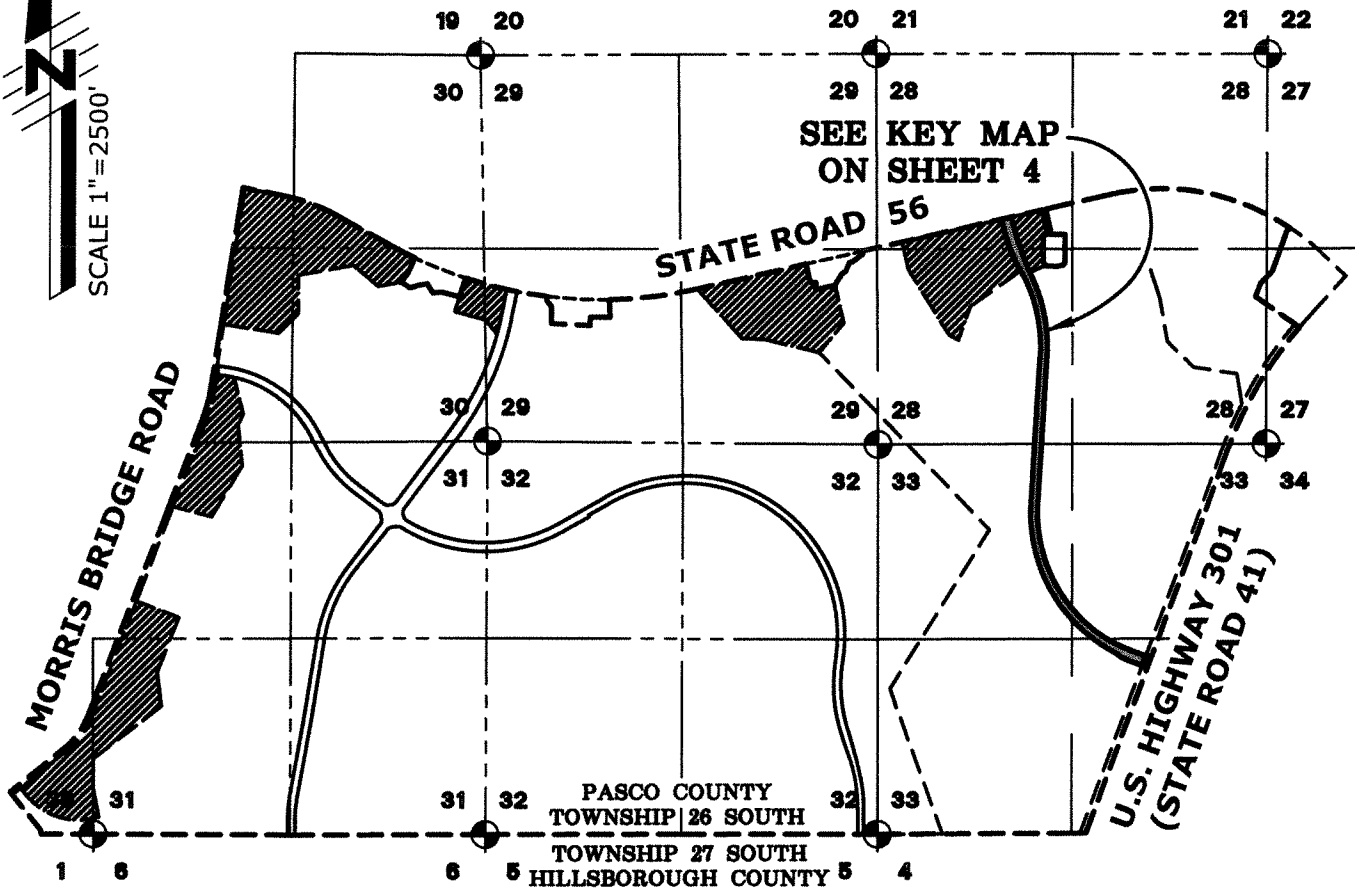 19 20
20 21
21 22
30 29
29 28
28 27
N
SCALE 1"=2500'
SEE KEY MAP
ON SHEET 4
STATE ROAD 56
MORRIS BRIDGE ROAD
30 29
29 28
28 27
31 32
32 33
33 34
U.S. HIGHWAY 301
(STATE ROAD 41)
31
31 32
32 33
PASCO COUNTY
TOWNSHIP 26 SOUTH
TOWNSHIP 27 SOUTH
HILLSBOROUGH COUNTY
1 6
6 5
5 4